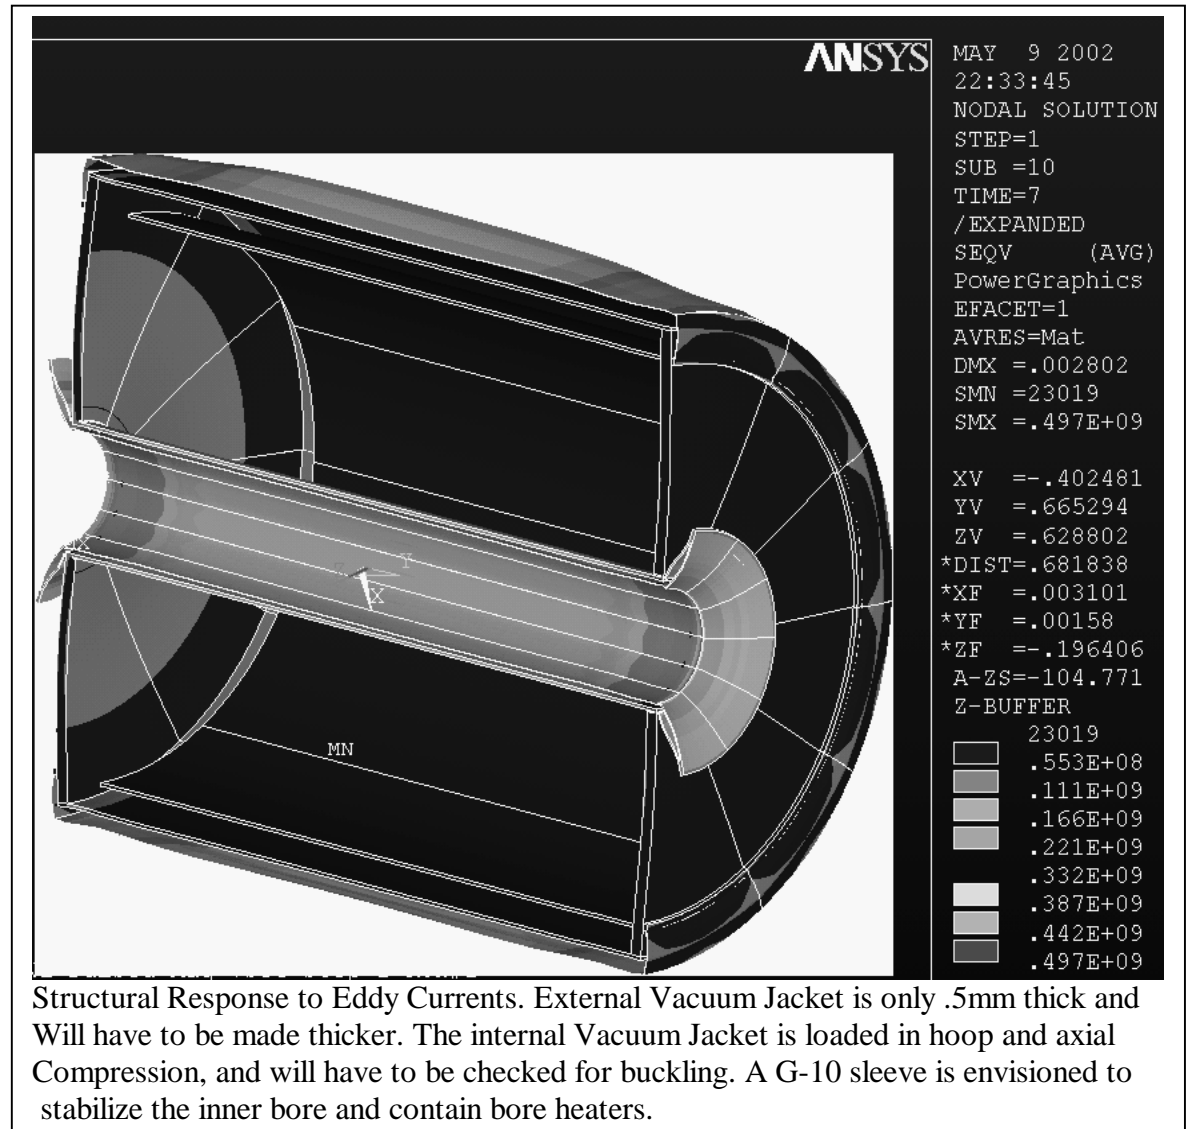 ANSYS
MAY 9 2002
22:33:45
NODAL SOLUTION
STEP=1
SUB =10
TIME=7
/EXPANDED
SEQV (AVG)
PowerGraphics
EFACET=1
AVRES=Mat
DMX =.002802
SMN =23019
SMX =.497E+09
XV =-.402481
YV =.665294
ZV =.628802
*DIST=.681838
*XF =.003101
*YF =.00158
*ZF =-.196406
A-ZS=-104.771
Z-BUFFER
23019
.553E+08
.111E+09
.166E+09
.221E+09
.332E+09
.387E+09
.442E+09
.497E+09
Y
X
MN
Structural Response to Eddy Currents. External Vacuum Jacket is only .5mm thick and
Will have to be made thicker. The internal Vacuum Jacket is loaded in hoop and axial
Compression, and will have to be checked for buckling. A G-10 sleeve is envisioned to
stabilize the inner bore and contain bore heaters.